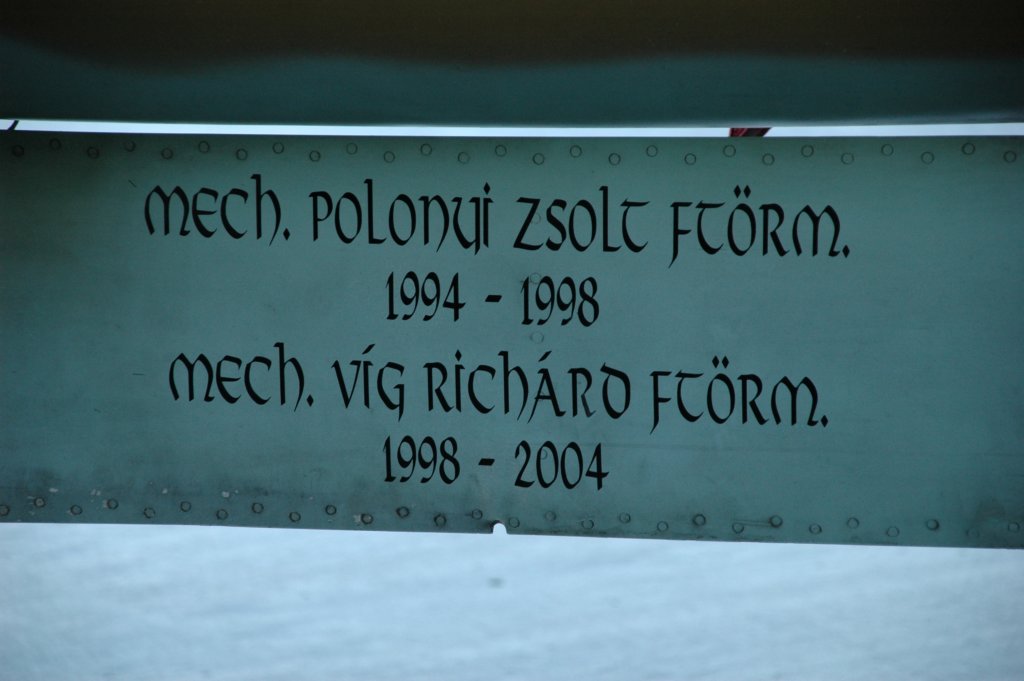 MECH. POLONYI ZSOLT FTÖRM.
1994 - 1998
MECH. VÍG RICHÁRD FTÖRM.
1998 - 2004